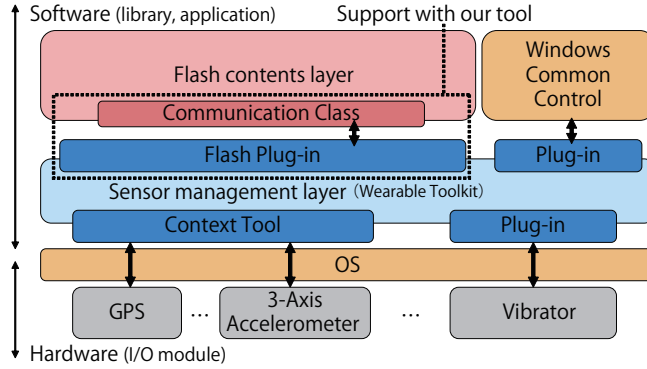 Software (library, application)
Support with our tool
Flash contents layer
Windows
Common
Control
Communication Class
Flash Plug-in
Plug-in
Sensor management layer (Wearable Toolkit)
Context Tool
Plug-in
OS
GPS
...
3-Axis
Accelerometer
...
Vibrator
Hardware (I/O module)